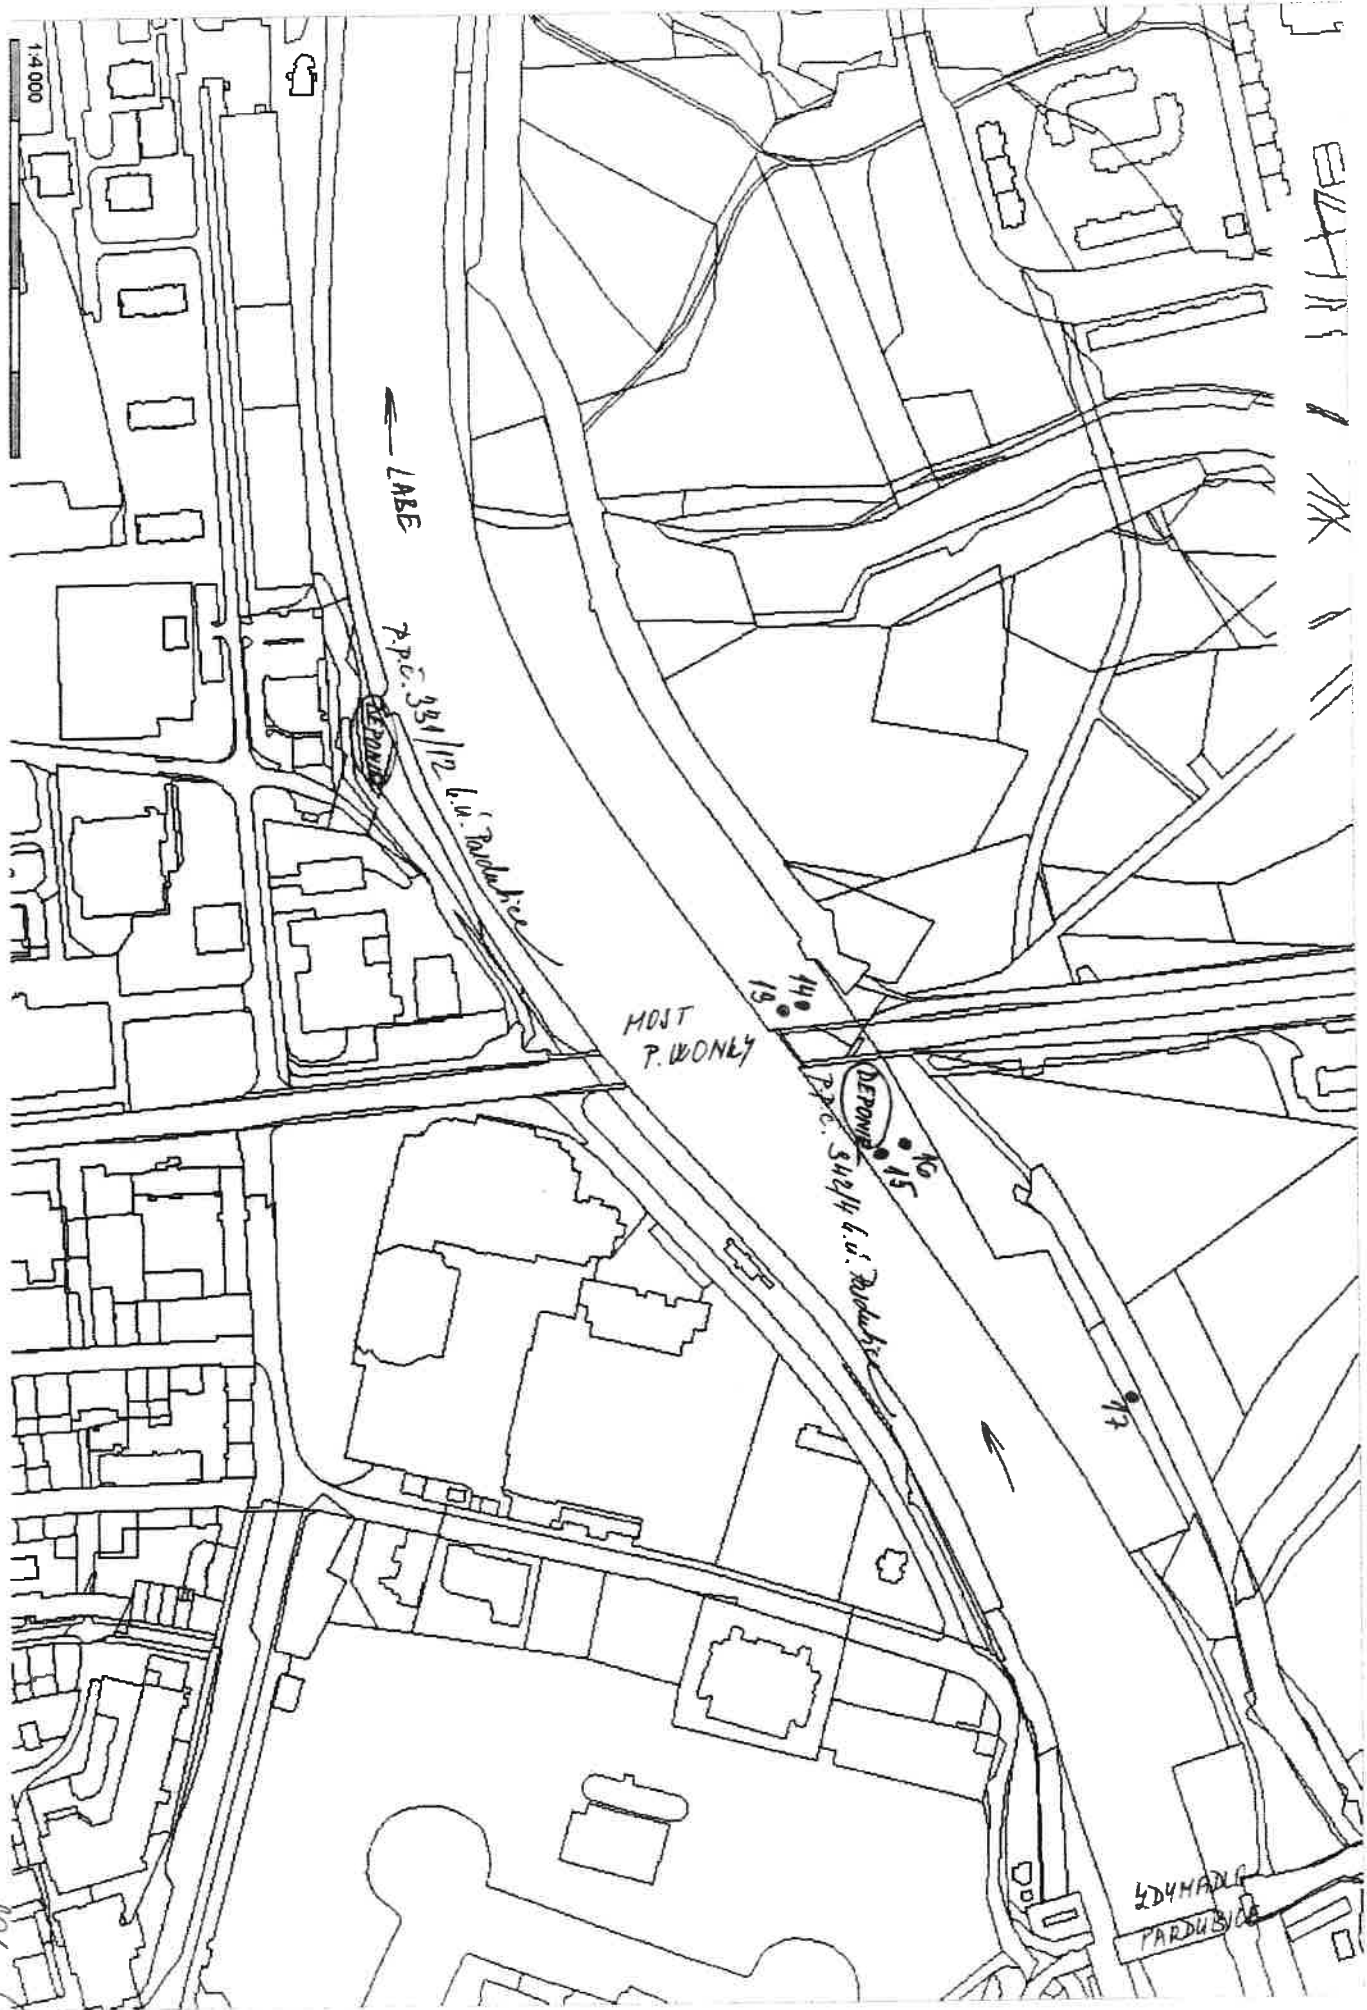 1:4 000
← LABE
p.p.č. 331/12 k.ú. Pardubice
DEPONIE
MOST
P. WONKY
14
13
DEPONIE
16
15
p.p.č. 342/4 k.ú. Pardubice
17
ZDYMADLO
PARDUBICE